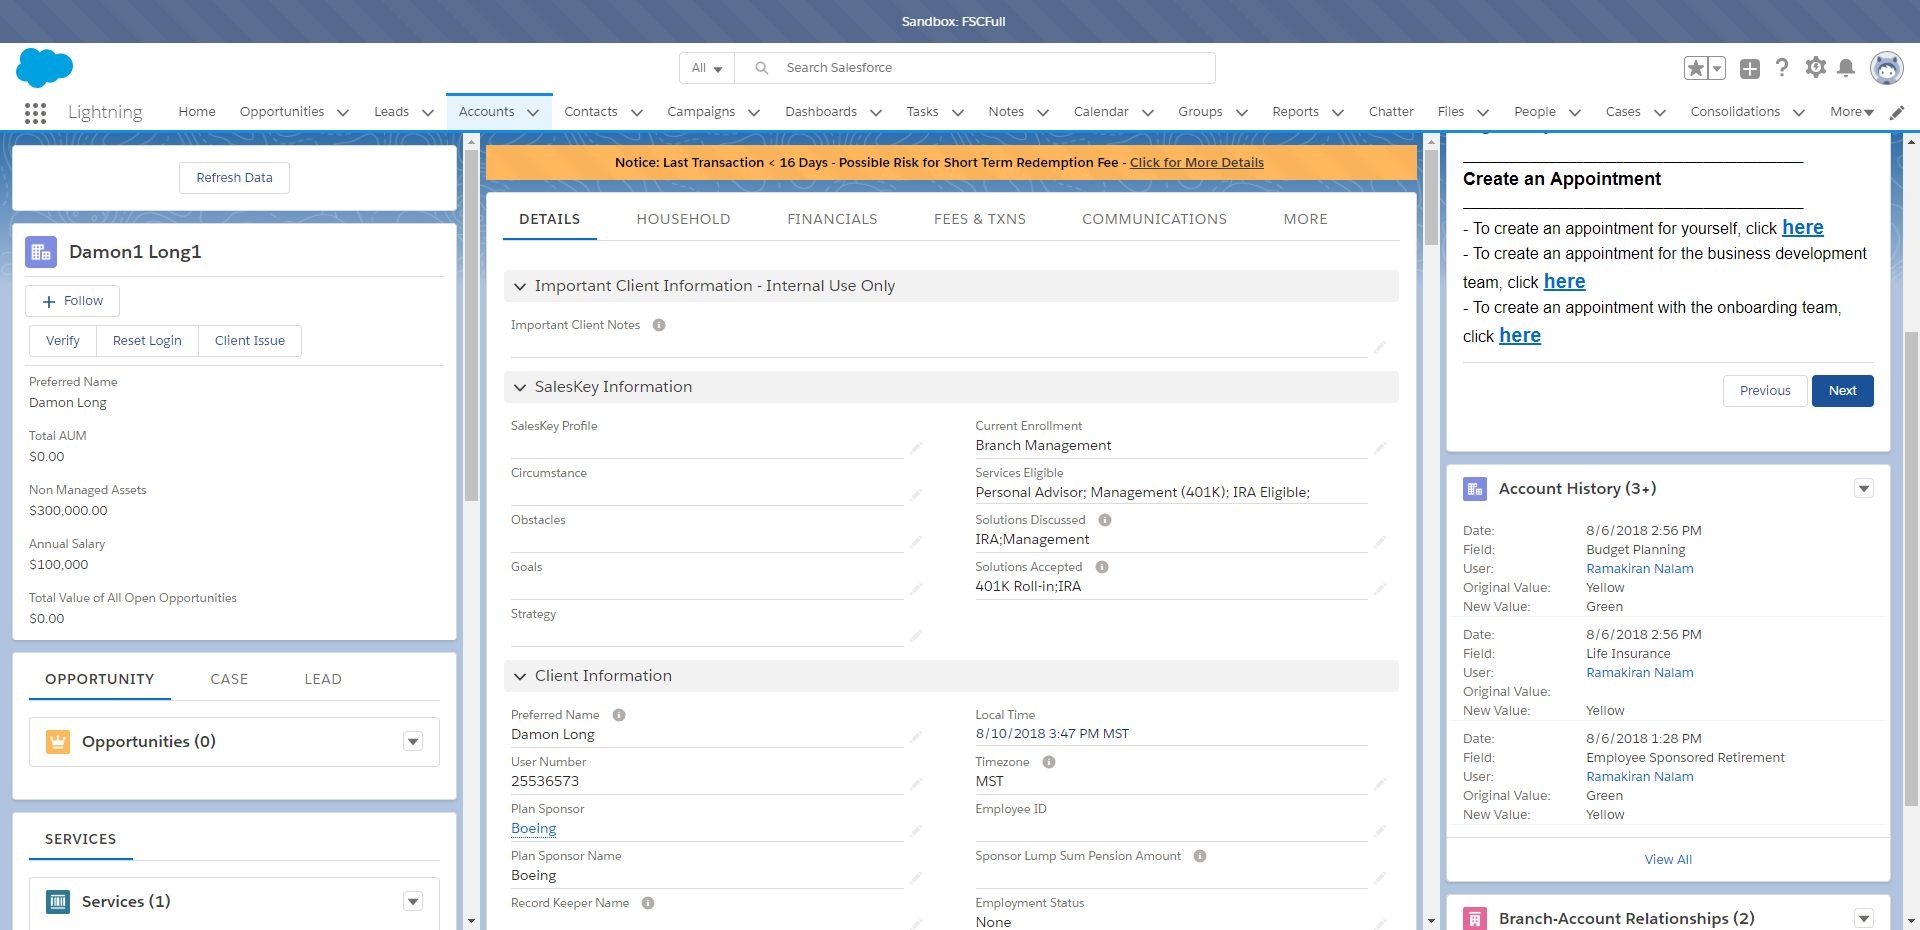 Sandbox: FSCFull
All
Search Salesforce
Lightning
Home
Opportunities
Leads
Accounts
Contacts
Campaigns
Dashboards
Tasks
Notes
Calendar
Groups
Reports
Chatter
Files
People
Cases
Consolidations
More
Refresh Data
Damon1 Long1
Follow
Verify
Reset Login
Client Issue
Preferred Name
Damon Long
Total AUM
$0.00
Non Managed Assets
$300,000.00
Annual Salary
$100,000
Total Value of All Open Opportunities
$0.00
OPPORTUNITY
CASE
LEAD
Opportunities (0)
SERVICES
Services (1)
Notice: Last Transaction < 16 Days - Possible Risk for Short Term Redemption Fee - Click for More Details
DETAILS
HOUSEHOLD
FINANCIALS
FEES & TXNS
COMMUNICATIONS
MORE
Important Client Information - Internal Use Only
Important Client Notes
SalesKey Information
SalesKey Profile
Circumstance
Obstacles
Goals
Strategy
Current Enrollment
Branch Management
Services Eligible
Personal Advisor; Management (401K); IRA Eligible;
Solutions Discussed
IRA;Management
Solutions Accepted
401K Roll-in;IRA
Client Information
Preferred Name
Damon Long
User Number
25536573
Plan Sponsor
Boeing
Plan Sponsor Name
Boeing
Record Keeper Name
Local Time
8/10/2018 3:47 PM MST
Timezone
MST
Employee ID
Sponsor Lump Sum Pension Amount
Employment Status
None
Create an Appointment
- To create an appointment for yourself, click here
- To create an appointment for the business development
team, click here
- To create an appointment with the onboarding team,
click here
Previous
Next
Account History (3+)
Date: 8/6/2018 2:56 PM
Field: Budget Planning
User: Ramakiran Nalam
Original Value: Yellow
New Value: Green
Date: 8/6/2018 2:56 PM
Field: Life Insurance
User: Ramakiran Nalam
Original Value:
New Value: Yellow
Date: 8/6/2018 1:28 PM
Field: Employee Sponsored Retirement
User: Ramakiran Nalam
Original Value: Green
New Value: Yellow
View All
Branch-Account Relationships (2)